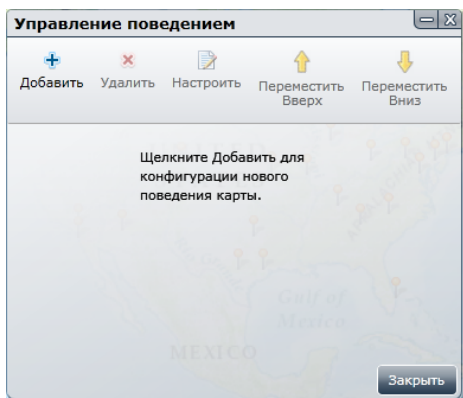 Управление поведением
Добавить Удалить Настроить Переместить Вверх Переместить Вниз
Щелкните Добавить для
конфигурации нового
поведения карты.
Gulf of
Mexico
MEXICO
Закрыть